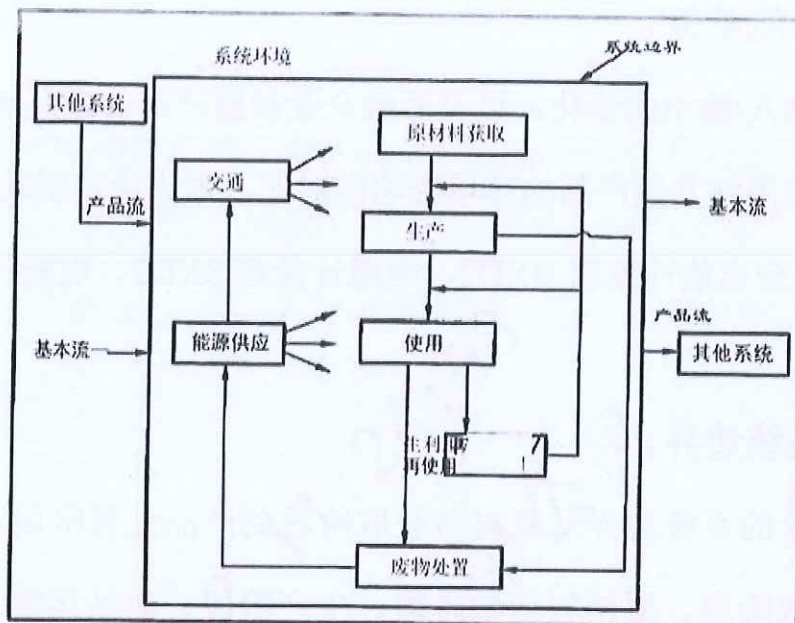 系统环境
系统边界
其他系统
原材料获取
交通
产品流
基本流
生产
产品流
基本流
能源供应
使用
其他系统
再使用
废物处置